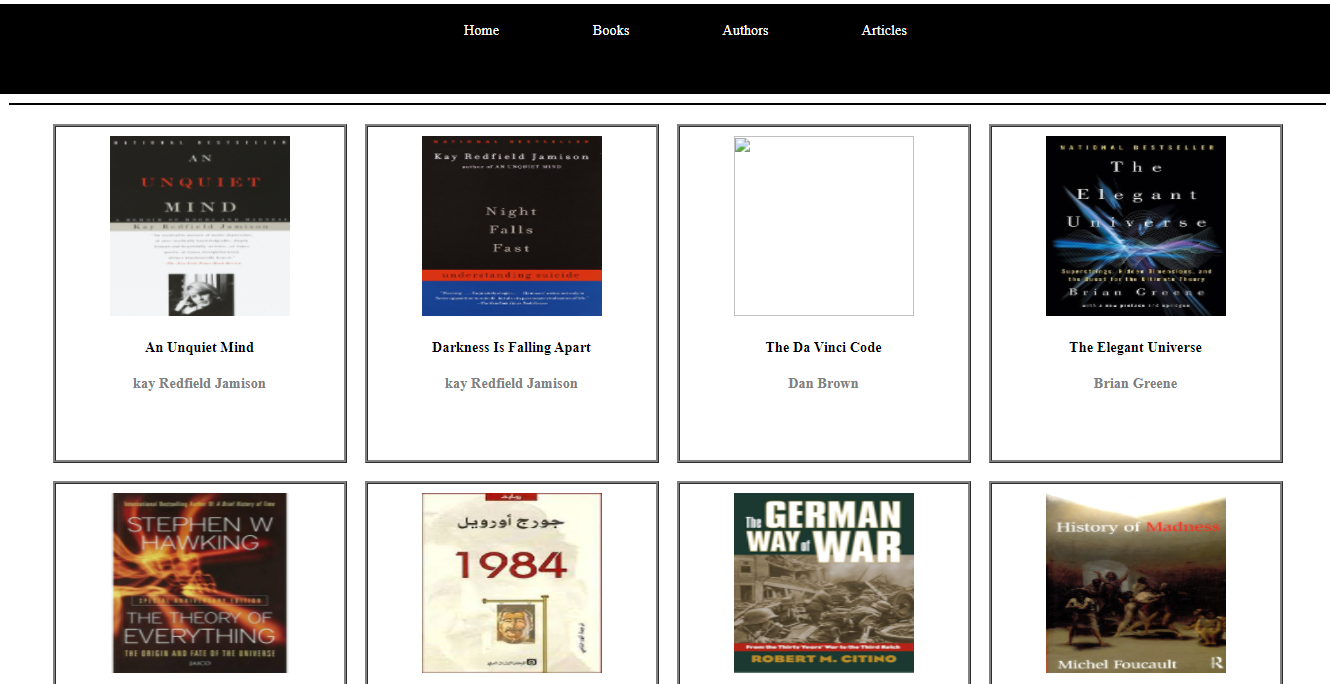 Home Books Authors Articles
NATIONAL BESTSELLER
AN
UNQUIET
MIND
A MEMOIR OF MOODS AND MADNESS
Kay Redfield Jamison
NATIONAL BESTSELLER
Kay Redfield Jamison
author of AN UNQUIET MIND
Night
Falls
Fast
understanding suicide
NATIONAL BESTSELLER
The
Elegant
Universe
Superstrings, Hidden Dimensions, and
the Quest for the Ultimate Theory
Brian Greene
with a new preface and epilogue
An Unquiet Mind
kay Redfield Jamison
Darkness Is Falling Apart
kay Redfield Jamison
The Da Vinci Code
Dan Brown
The Elegant Universe
Brian Greene
International Bestselling Author Of A Brief History of Time
STEPHEN W
HAWKING
SPECIAL ANNIVERSARY EDITION
THE THEORY OF
EVERYTHING
THE ORIGIN AND FATE OF THE UNIVERSE
JAICO
رواية
جورج أورويل
1984
The GERMAN
WAY of WAR
From the Thirty Years' War to the Third Reich
ROBERT M. CITINO
History of Madness
Michel Foucault
R